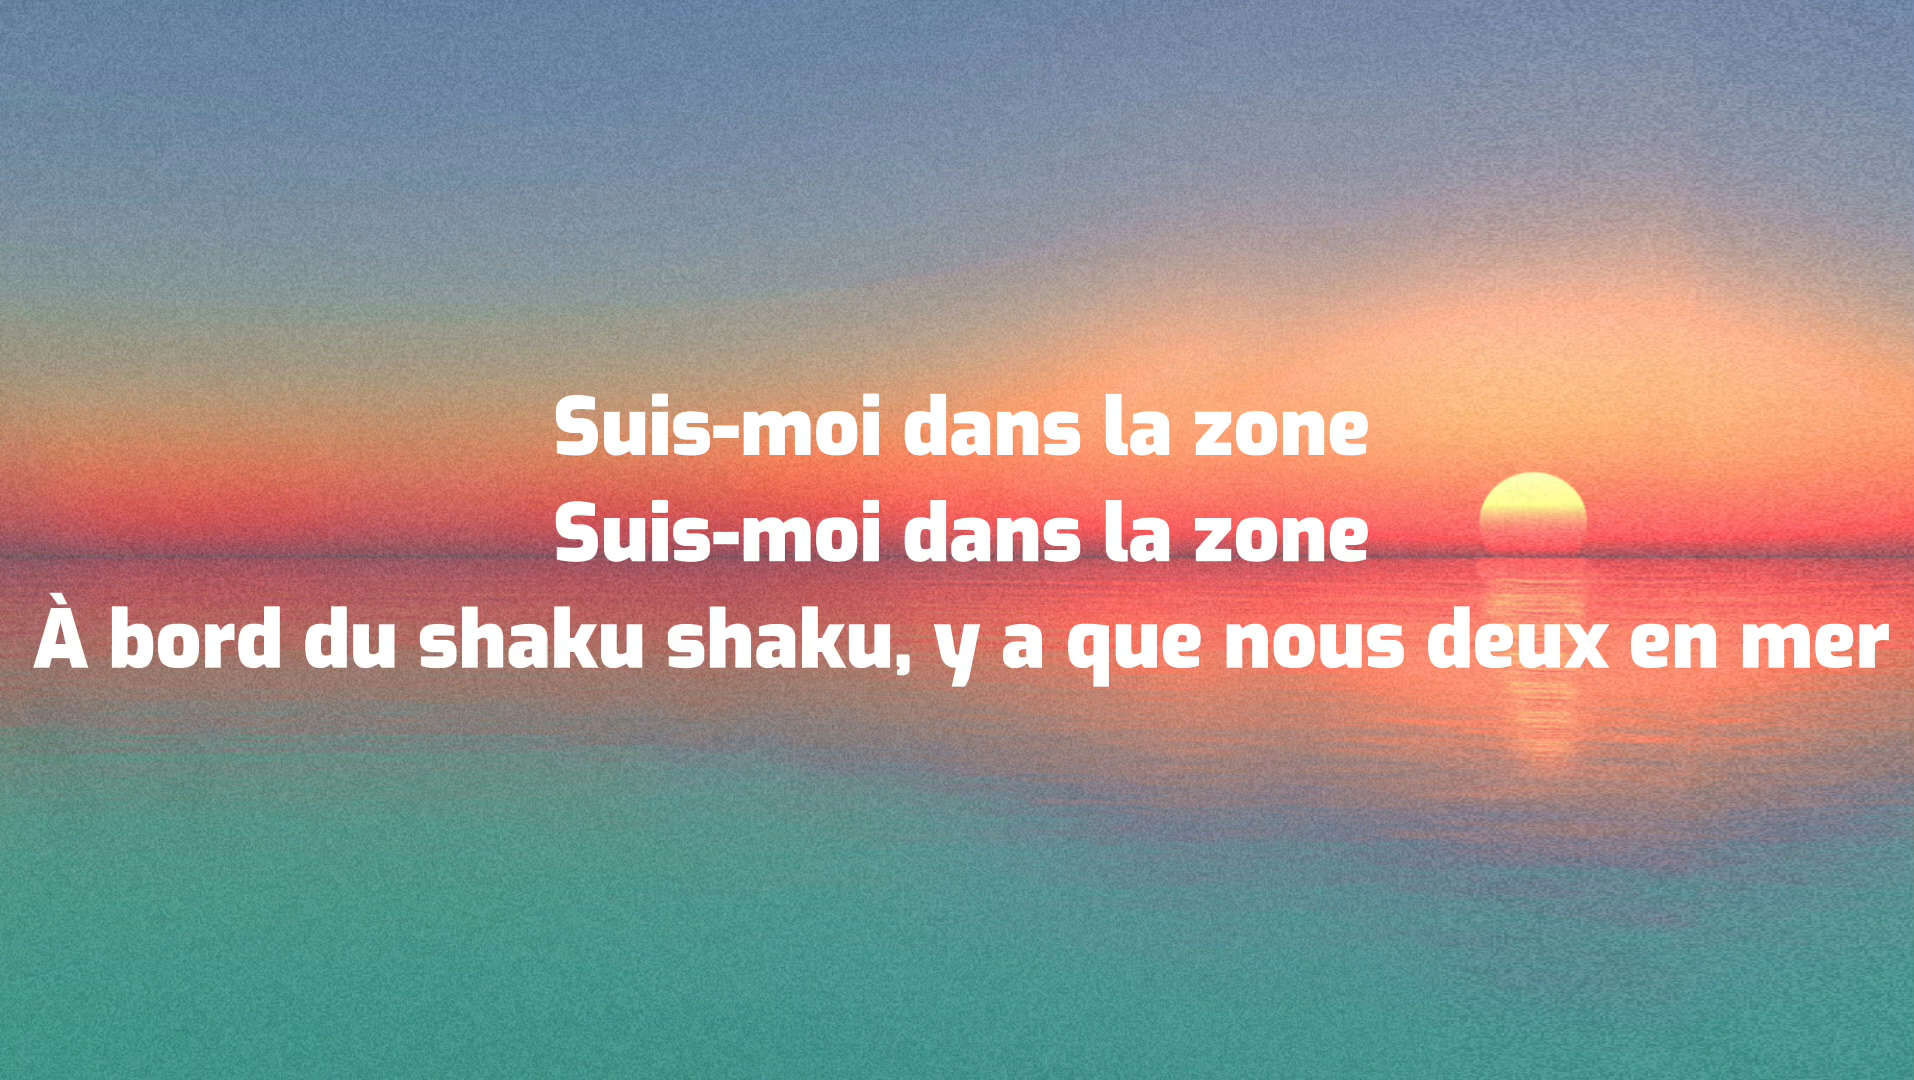 Suis-moi dans la zone
Suis-moi dans la zone
À bord du shaku shaku, y a que nous deux en mer